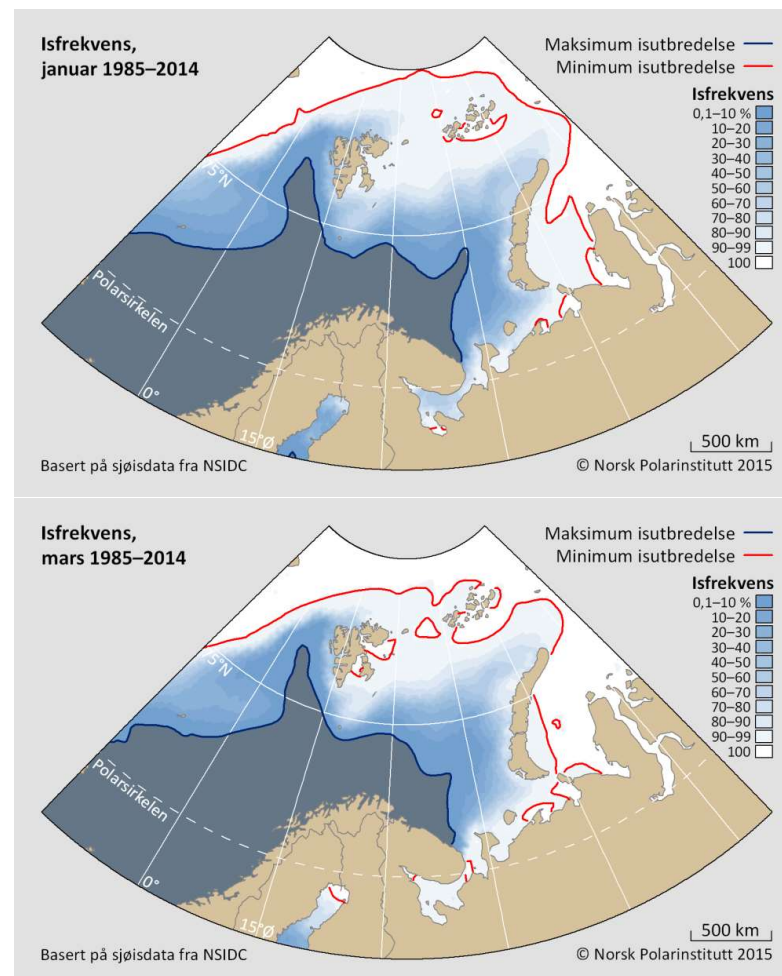 Isfrekvens,
januar 1985–2014
Maksimum isutbredelse
Minimum isutbredelse
Isfrekvens
0,1–10 %
10–20
20–30
30–40
40–50
50–60
60–70
70–80
80–90
90–99
100
5°N
Polarsirkelen
0°
15°Ø
500 km
Basert på sjøisdata fra NSIDC
© Norsk Polarinstitutt 2015
Isfrekvens,
mars 1985–2014
Maksimum isutbredelse
Minimum isutbredelse
Isfrekvens
0,1–10 %
10–20
20–30
30–40
40–50
50–60
60–70
70–80
80–90
90–99
100
5°N
Polarsirkelen
0°
15°Ø
500 km
Basert på sjøisdata fra NSIDC
© Norsk Polarinstitutt 2015